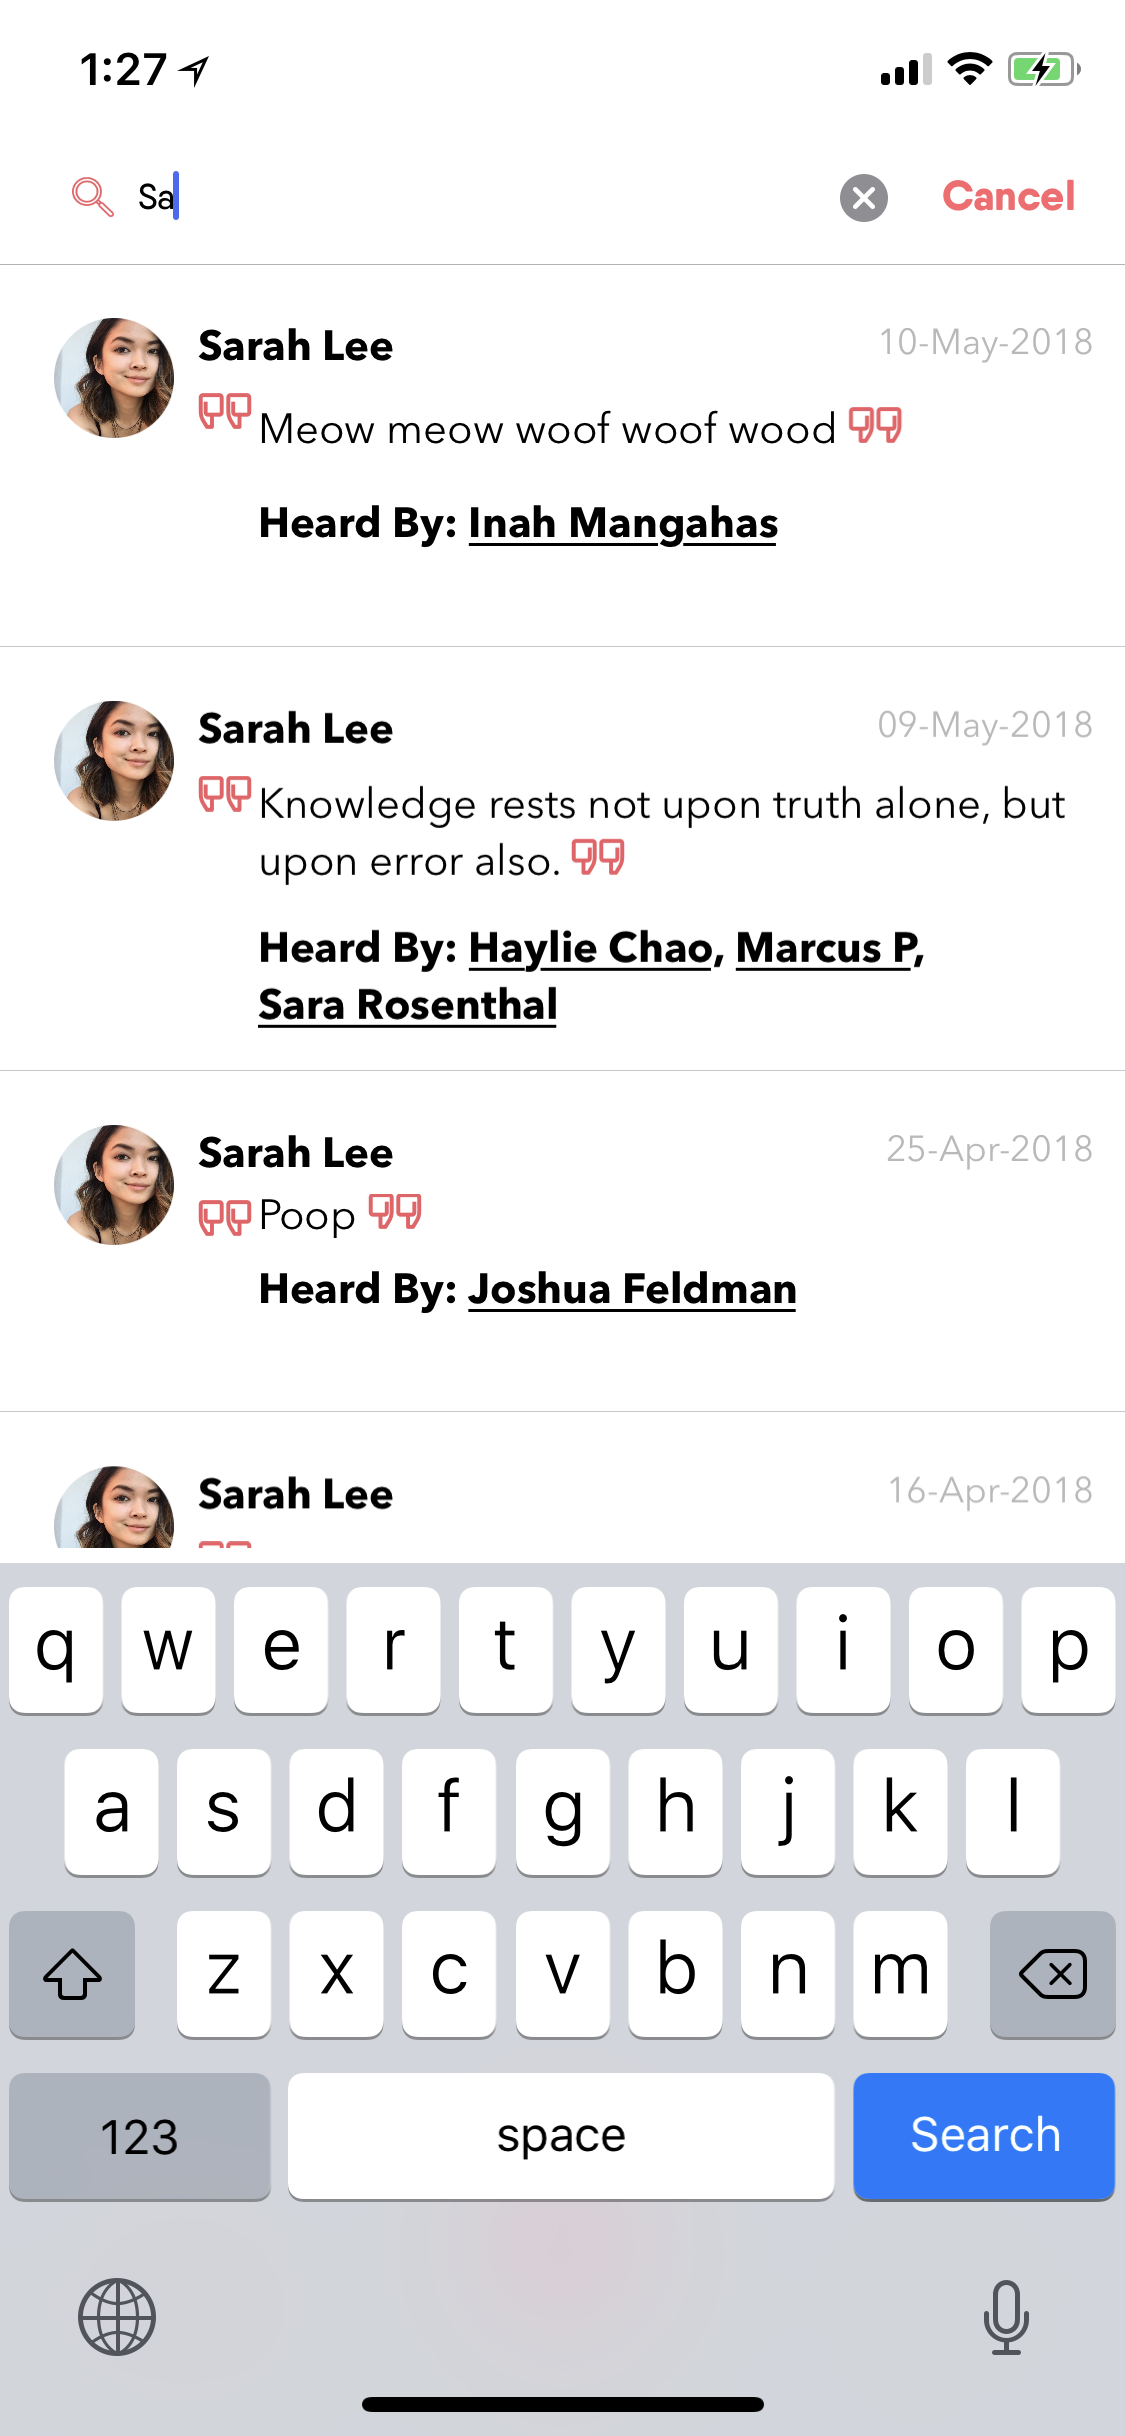 1:27
Sa
Cancel
Sarah Lee
10-May-2018
Meow meow woof woof wood
Heard By: Inah Mangahas
Sarah Lee
09-May-2018
Knowledge rests not upon truth alone, but
upon error also.
Heard By: Haylie Chao, Marcus P,
Sara Rosenthal
Sarah Lee
25-Apr-2018
Poop
Heard By: Joshua Feldman
Sarah Lee
16-Apr-2018
q w e r t y u i o p
a s d f g h j k l
z x c v b n m
123 space Search